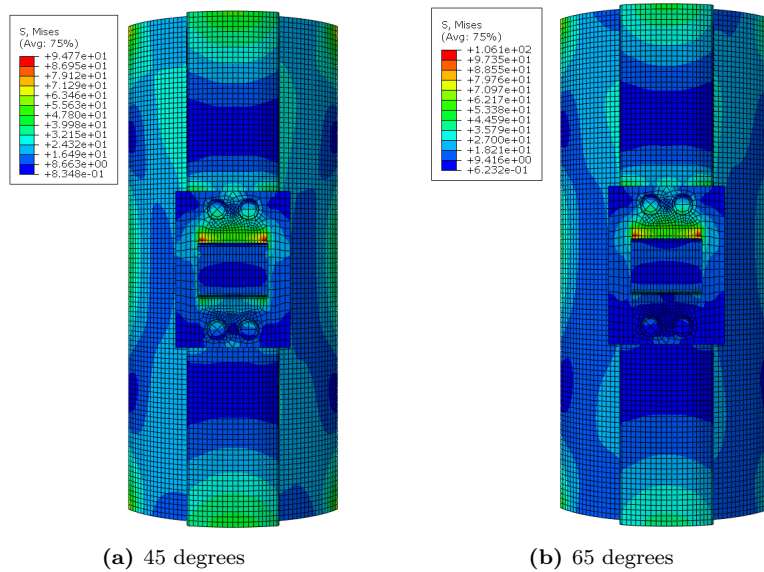 S, Mises
(Avg: 75%)
+9.477e+01
+8.695e+01
+7.912e+01
+7.129e+01
+6.346e+01
+5.563e+01
+4.780e+01
+3.998e+01
+3.215e+01
+2.432e+01
+1.649e+01
+8.663e+00
+8.348e-01
S, Mises
(Avg: 75%)
+1.061e+02
+9.735e+01
+8.855e+01
+7.976e+01
+7.097e+01
+6.217e+01
+5.338e+01
+4.459e+01
+3.579e+01
+2.700e+01
+1.821e+01
+9.416e+00
+6.232e-01
(a) 45 degrees
(b) 65 degrees